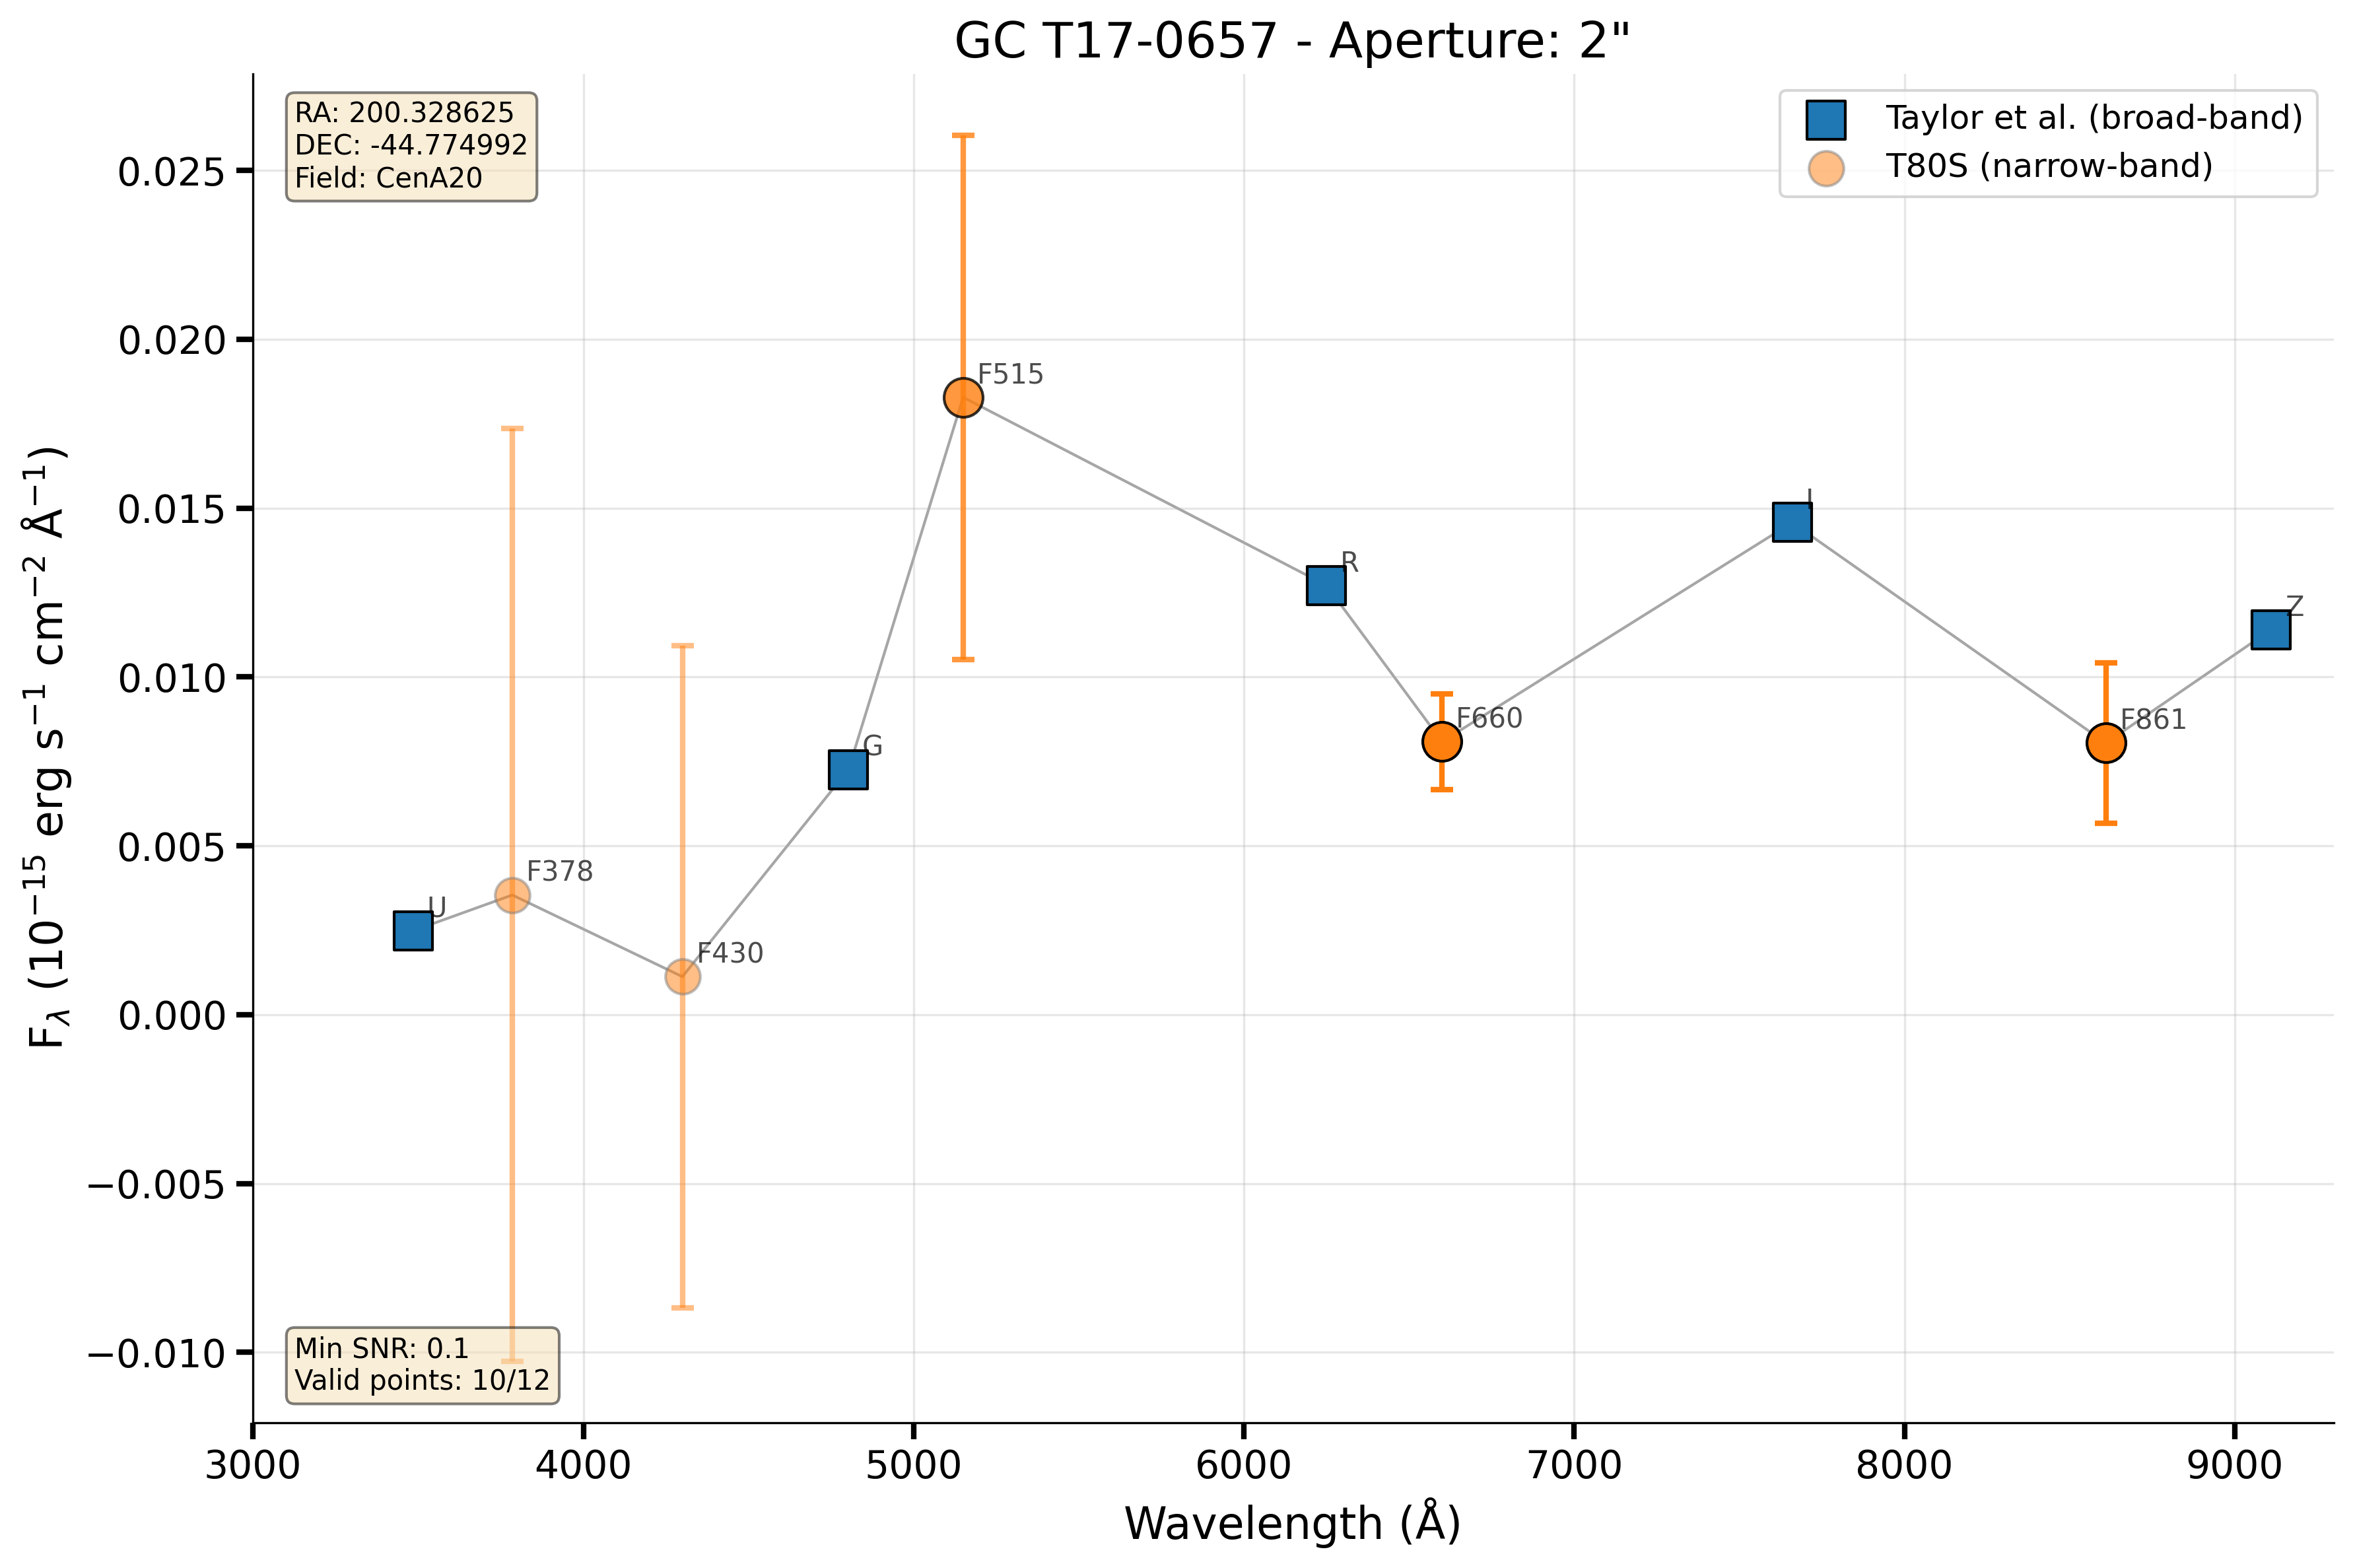 GC T17-0657 - Aperture: 2"
RA: 200.328625
DEC: -44.774992
Field: CenA20
Taylor et al. (broad-band)
T80S (narrow-band)
F_λ (10⁻¹⁵ erg s⁻¹ cm⁻² Å⁻¹)
0.025
0.020
0.015
0.010
0.005
0.000
−0.005
−0.010
U
F378
F430
G
F515
R
F660
I
F861
Z
Min SNR: 0.1
Valid points: 10/12
3000 4000 5000 6000 7000 8000 9000
Wavelength (Å)